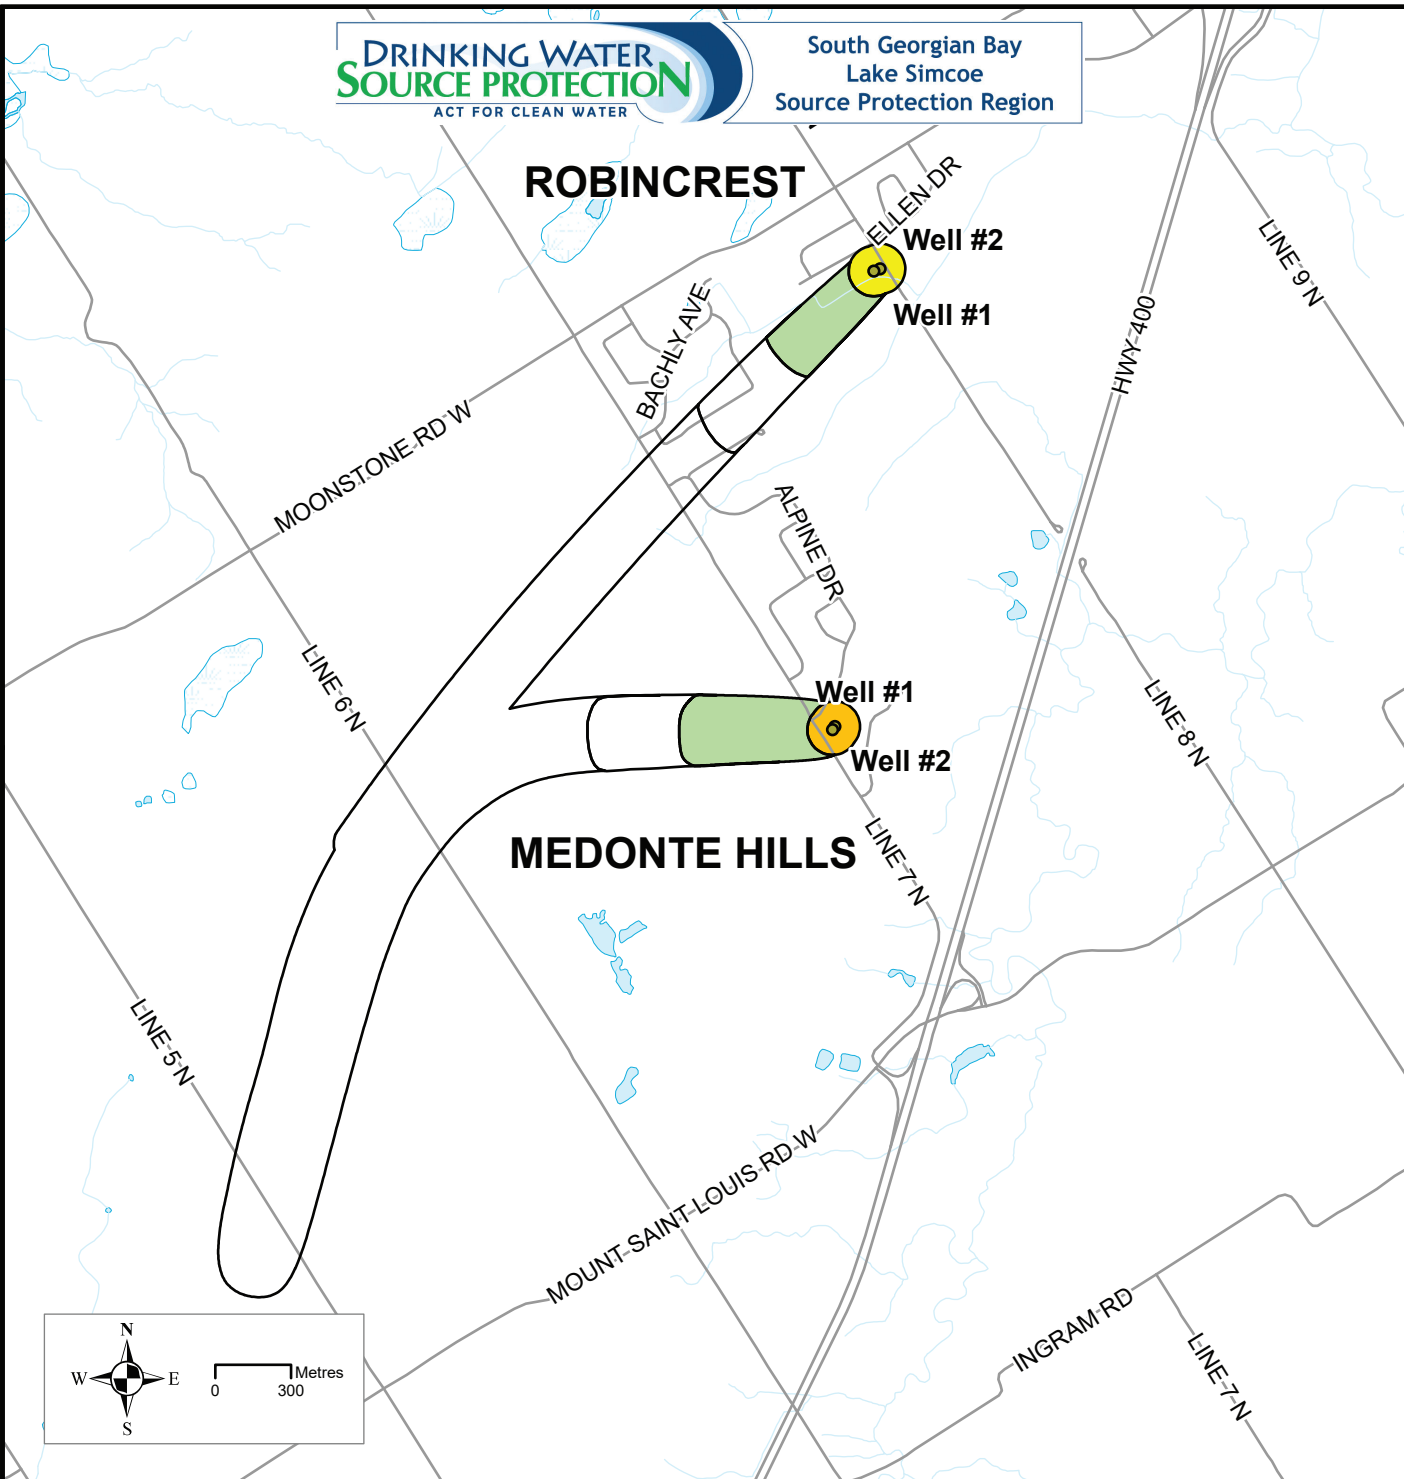 DRINKING WATER
SOURCE PROTECTION
ACT FOR CLEAN WATER
South Georgian Bay
Lake Simcoe
Source Protection Region
ROBINCREST
ELLEN DR
Well #2
Well #1
LINE 9 N
HWY 400
BACHLY AVE
MOONSTONE RD W
ALPINE DR
LINE 6 N
Well #1
Well #2
LINE 8 N
MEDONTE HILLS
LINE 7 N
LINE 5 N
MOUNT SAINT LOUIS RD W
INGRAM RD
LINE 7 N
N
W
E
S
0
300
Metres